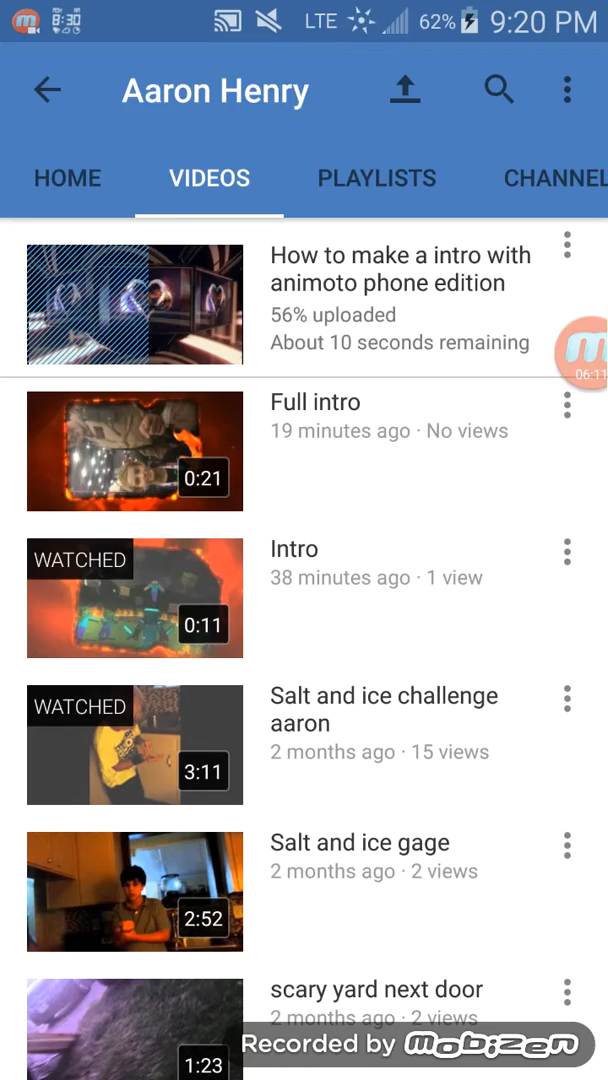 8:30
LTE 62% 9:20 PM
Aaron Henry
HOME VIDEOS PLAYLISTS CHANNEL
How to make a intro with
animoto phone edition
56% uploaded
About 10 seconds remaining
06:11
Full intro
19 minutes ago · No views
0:21
WATCHED
Intro
38 minutes ago · 1 view
0:11
WATCHED
Salt and ice challenge
aaron
2 months ago · 15 views
3:11
Salt and ice gage
2 months ago · 2 views
2:52
scary yard next door
2 months ago · 2 views
1:23
Recorded by mobizen